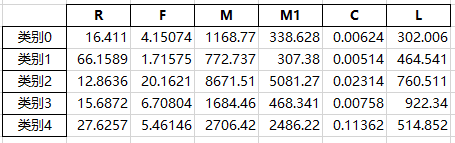 R F M M1 C L
类别0 16.411 4.15074 1168.77 338.628 0.00624 302.006
类别1 66.1589 1.71575 772.737 307.38 0.00514 464.541
类别2 12.8636 20.1621 8671.51 5081.27 0.02314 760.511
类别3 15.6872 6.70804 1684.46 468.341 0.00758 922.34
类别4 27.6257 5.46146 2706.42 2486.22 0.11362 514.852